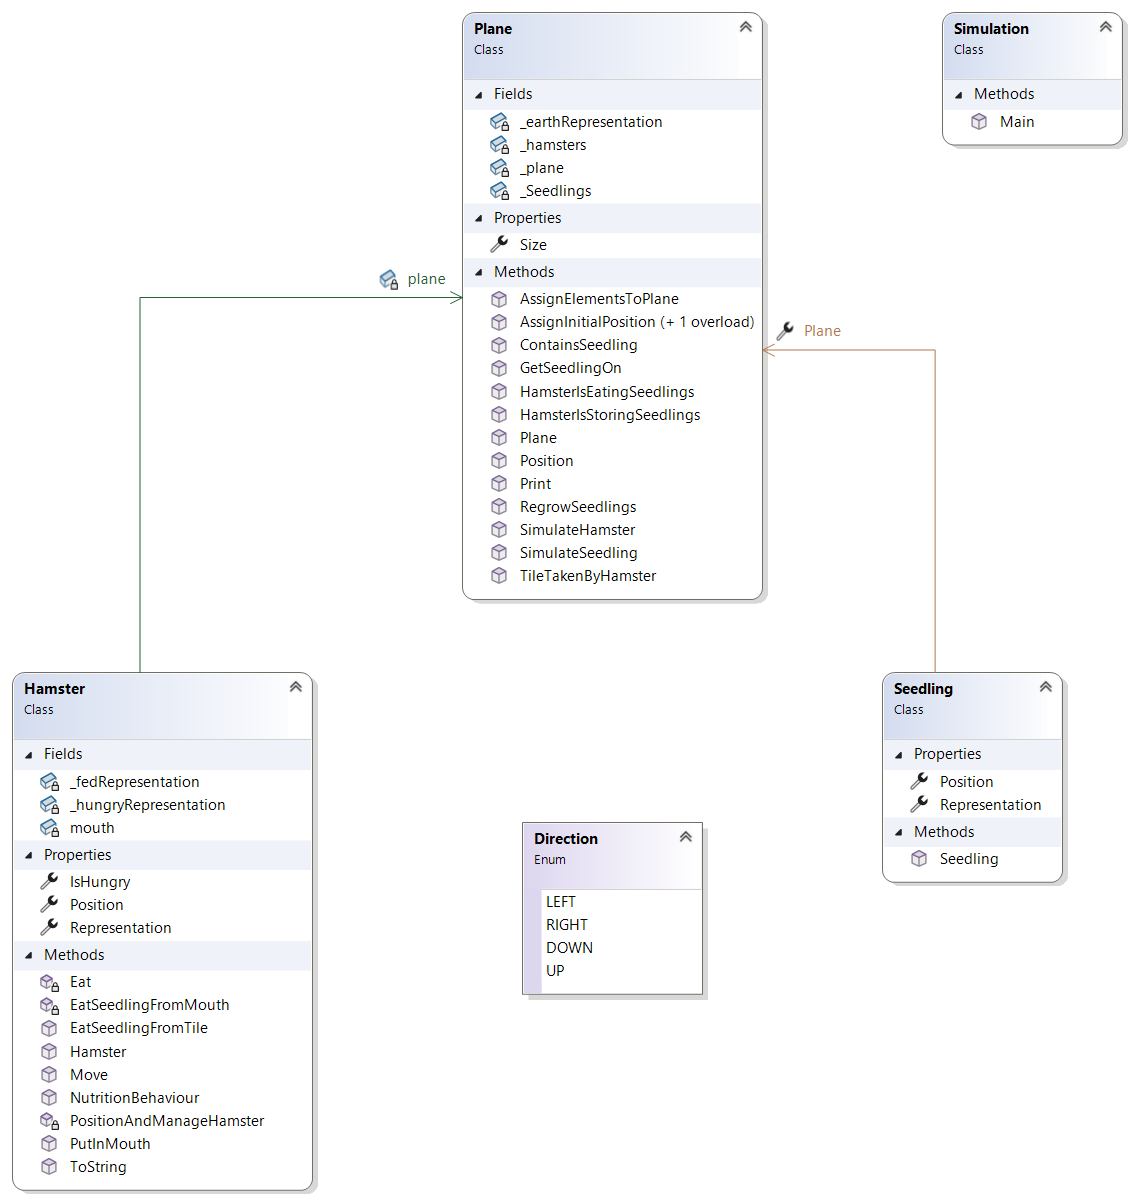 Plane
Class
Fields
_earthRepresentation
_hamsters
_plane
_Seedlings
Properties
Size
Methods
AssignElementsToPlane
AssignInitialPosition (+ 1 overload)
ContainsSeedling
GetSeedlingOn
HamsterIsEatingSeedlings
HamsterIsStoringSeedlings
Plane
Position
Print
RegrowSeedlings
SimulateHamster
SimulateSeedling
TileTakenByHamster
Simulation
Class
Methods
Main
plane
Plane
Hamster
Class
Fields
_fedRepresentation
_hungryRepresentation
mouth
Properties
IsHungry
Position
Representation
Methods
Eat
EatSeedlingFromMouth
EatSeedlingFromTile
Hamster
Move
NutritionBehaviour
PositionAndManageHamster
PutInMouth
ToString
Direction
Enum
LEFT
RIGHT
DOWN
UP
Seedling
Class
Properties
Position
Representation
Methods
Seedling